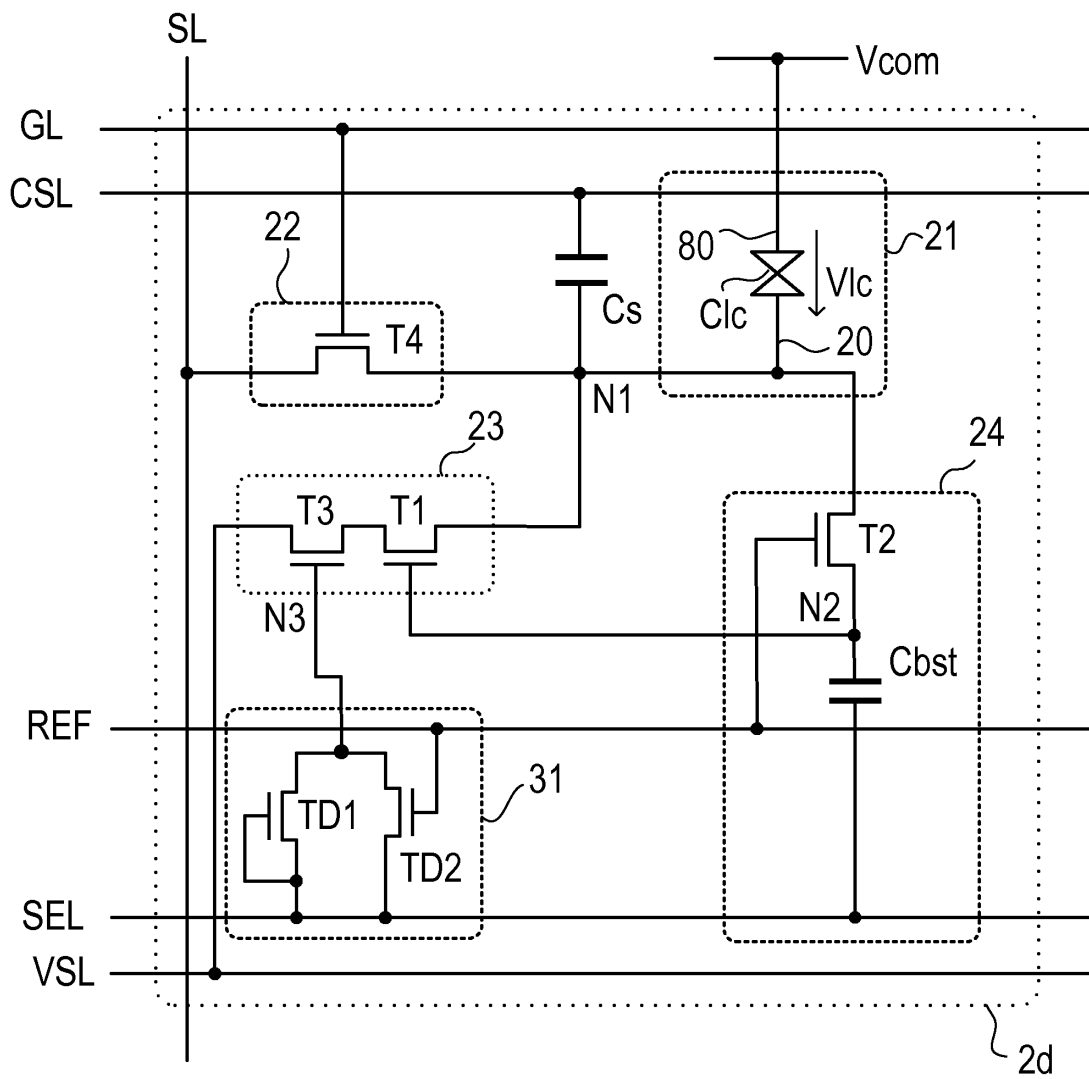 SL
Vcom
GL
CSL
22
80
21
Clc
Vlc
Cs
T4
20
N1
23
24
T3
T1
T2
N3
N2
Cbst
REF
31
TD1
TD2
SEL
VSL
2d